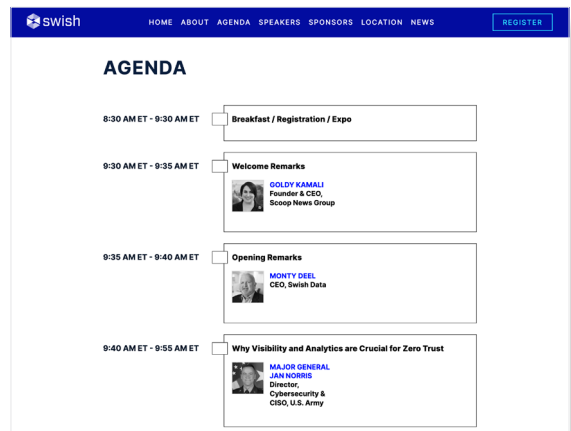 swish
HOME ABOUT AGENDA SPEAKERS SPONSORS LOCATION NEWS
REGISTER
AGENDA
8:30 AM ET - 9:30 AM ET
Breakfast / Registration / Expo
9:30 AM ET - 9:35 AM ET
Welcome Remarks
GOLDY KAMALI
Founder & CEO,
Scoop News Group
9:35 AM ET - 9:40 AM ET
Opening Remarks
MONTY DEEL
CEO, Swish Data
9:40 AM ET - 9:55 AM ET
Why Visibility and Analytics are Crucial for Zero Trust
MAJOR GENERAL
JAN NORRIS
Director,
Cybersecurity &
CISO, U.S. Army